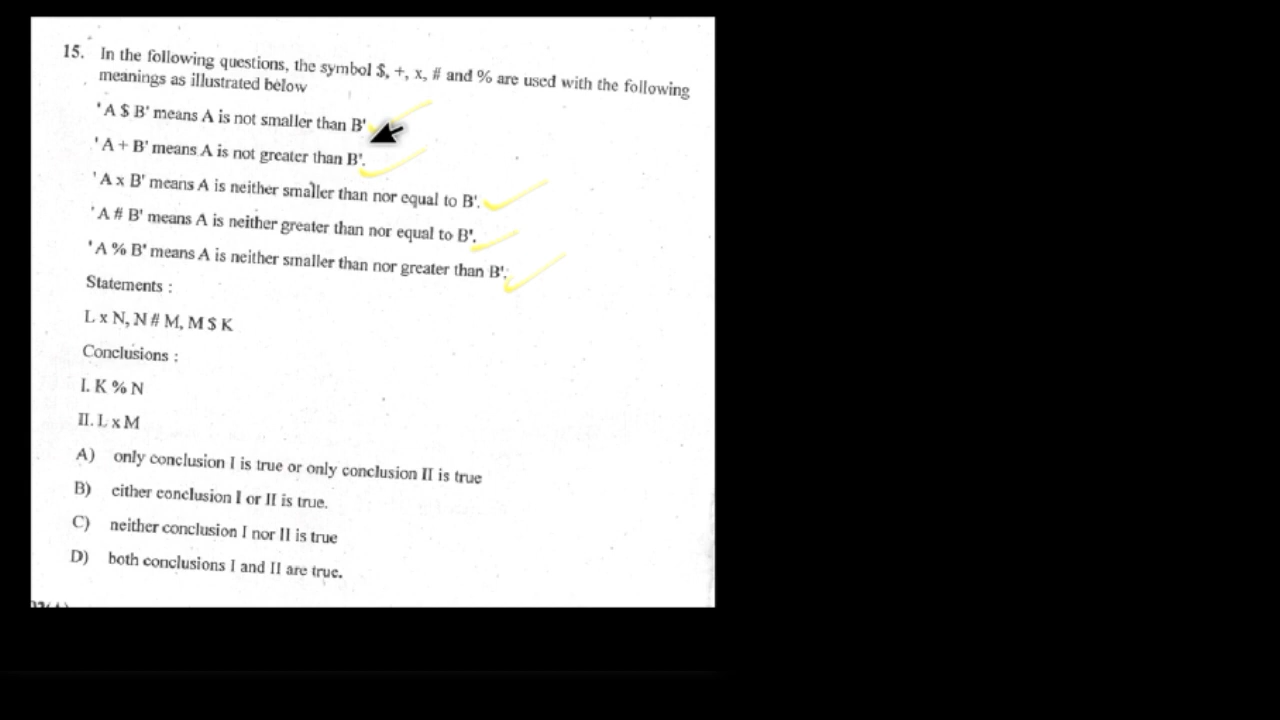 15. In the following questions, the symbol $, +, x, # and % are used with the following
meanings as illustrated below
'A $ B' means A is not smaller than B'
'A + B' means A is not greater than B'.
'A x B' means A is neither smaller than nor equal to B'.
'A # B' means A is neither greater than nor equal to B'.
'A % B' means A is neither smaller than nor greater than B'.
Statements :
L x N, N # M, M $ K
Conclusions :
I. K % N
II. L x M
A) only conclusion I is true or only conclusion II is true
B) either conclusion I or II is true.
C) neither conclusion I nor II is true
D) both conclusions I and II are true.